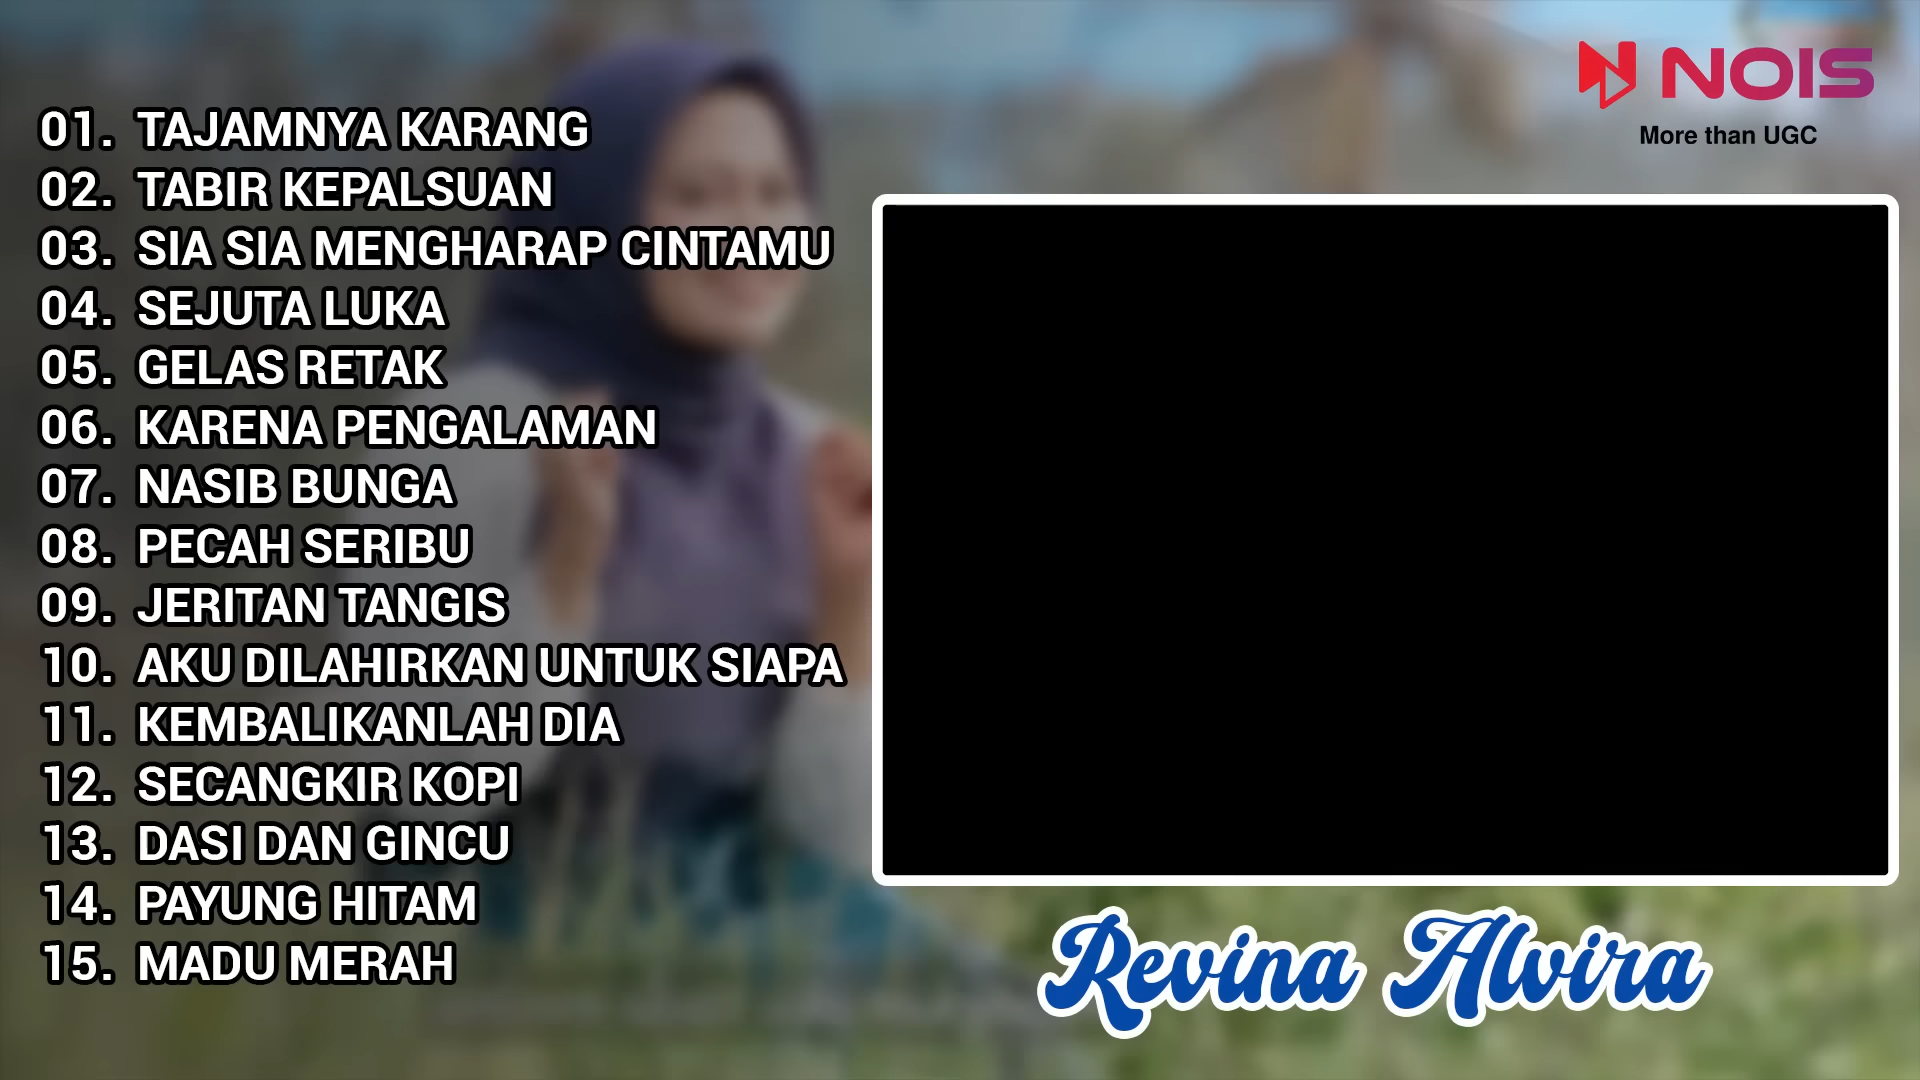 01. TAJAMNYA KARANG
02. TABIR KEPALSUAN
03. SIA SIA MENGHARAP CINTAMU
04. SEJUTA LUKA
05. GELAS RETAK
06. KARENA PENGALAMAN
07. NASIB BUNGA
08. PECAH SERIBU
09. JERITAN TANGIS
10. AKU DILAHIRKAN UNTUK SIAPA
11. KEMBALIKANLAH DIA
12. SECANGKIR KOPI
13. DASI DAN GINCU
14. PAYUNG HITAM
15. MADU MERAH
NOIS
More than UGC
Revina Alvira